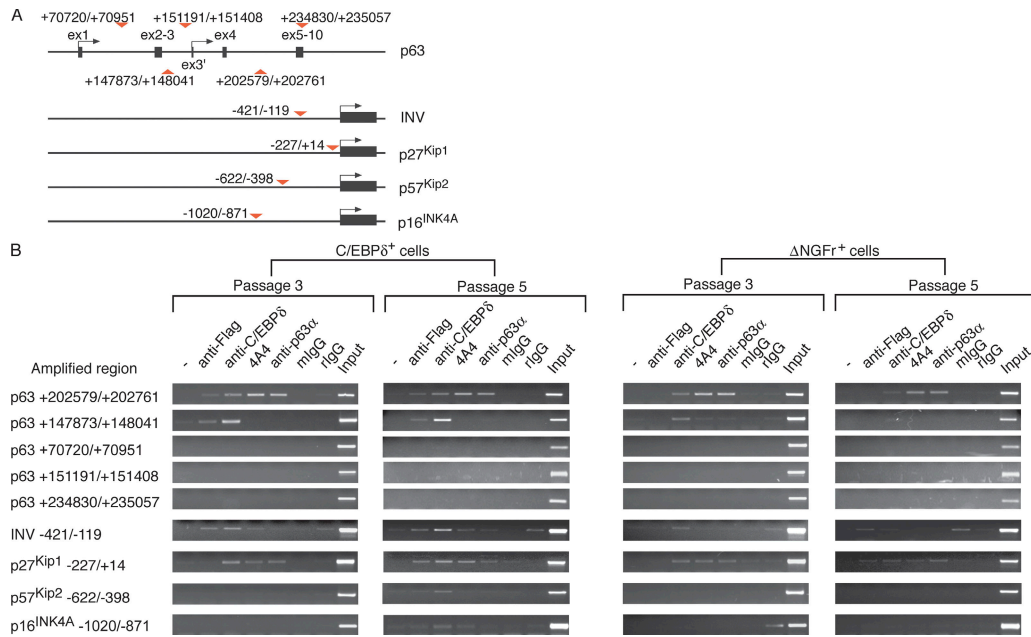 A
+70720/+70951 +151191/+151408 +234830/+235057
ex1 ex2-3 ex4 ex5-10
p63
ex3'
+147873/+148041 +202579/+202761
-421/-119
INV
-227/+14
p27Kip1
-622/-398
p57Kip2
-1020/-871
p16INK4A
B
C/EBPδ+ cells ΔNGFr+ cells
Passage 3 Passage 5 Passage 3 Passage 5
- anti-Flag anti-C/EBPδ 4A4 anti-p63α mIgG rIgG Input
- anti-Flag anti-C/EBPδ 4A4 anti-p63α mIgG rIgG Input
- anti-Flag anti-C/EBPδ 4A4 anti-p63α mIgG rIgG Input
- anti-Flag anti-C/EBPδ 4A4 anti-p63α mIgG rIgG Input
Amplified region
p63 +202579/+202761
p63 +147873/+148041
p63 +70720/+70951
p63 +151191/+151408
p63 +234830/+235057
INV -421/-119
p27Kip1 -227/+14
p57Kip2 -622/-398
p16INK4A -1020/-871